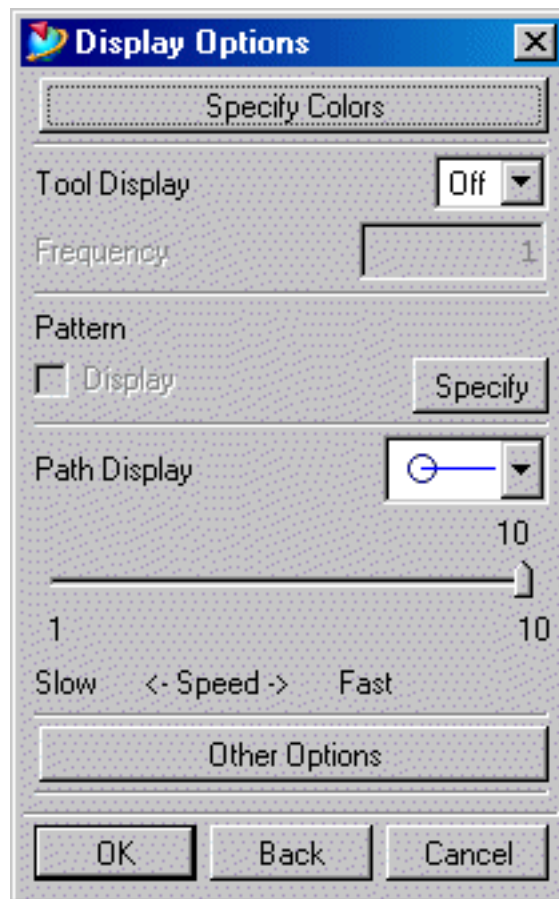 Display Options
Specify Colors
Tool Display Off
Frequency 1
Pattern
Display Specify
Path Display
10
1 10
Slow <- Speed -> Fast
Other Options
OK Back Cancel